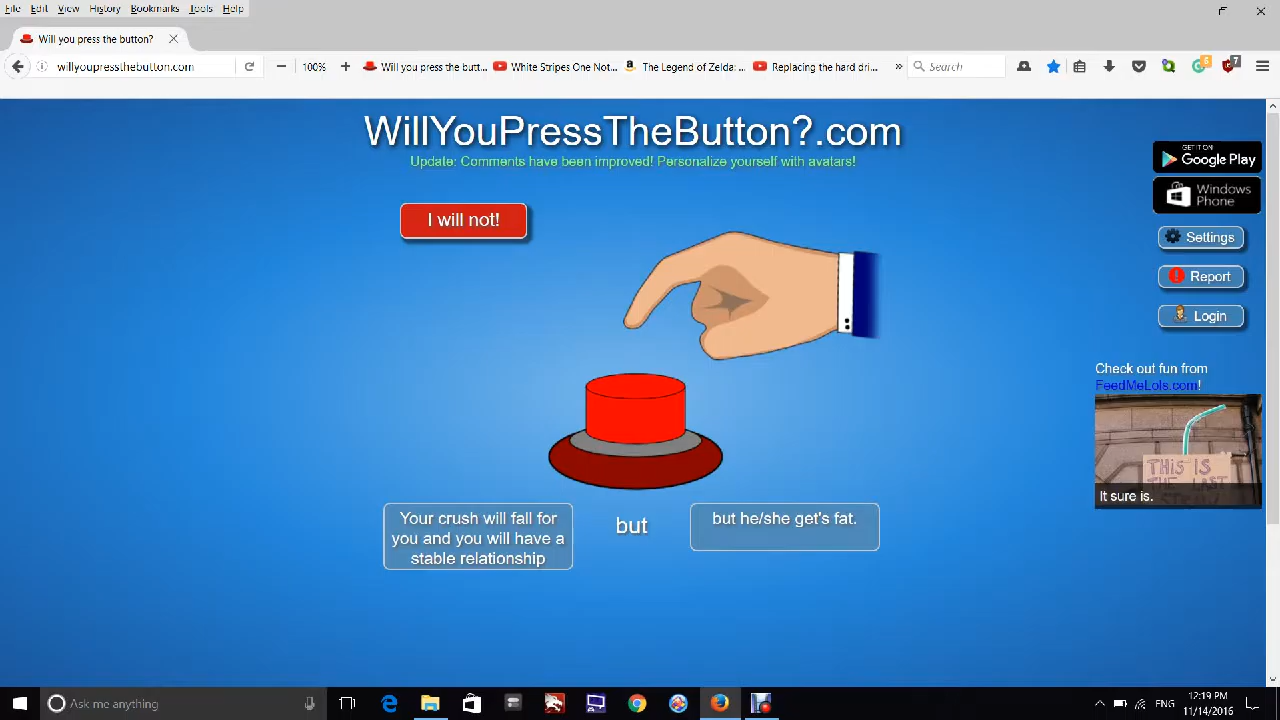 File Edit View History Bookmarks Tools Help
Will you press the button?
willyoupressthebutton.com
100%
Will you press the butt...
White Stripes One Not...
The Legend of Zelda: ...
Replacing the hard dri...
Search
5
7
WillYouPressTheButton?.com
Update: Comments have been improved! Personalize yourself with avatars!
GET IT ON
Google Play
Windows
Phone
I will not!
Settings
Report
Login
Check out fun from
FeedMeLols.com!
THIS IS
THE LAST
It sure is.
Your crush will fall for
you and you will have a
stable relationship
but
but he/she get's fat.
Ask me anything
ENG
12:19 PM
11/14/2016